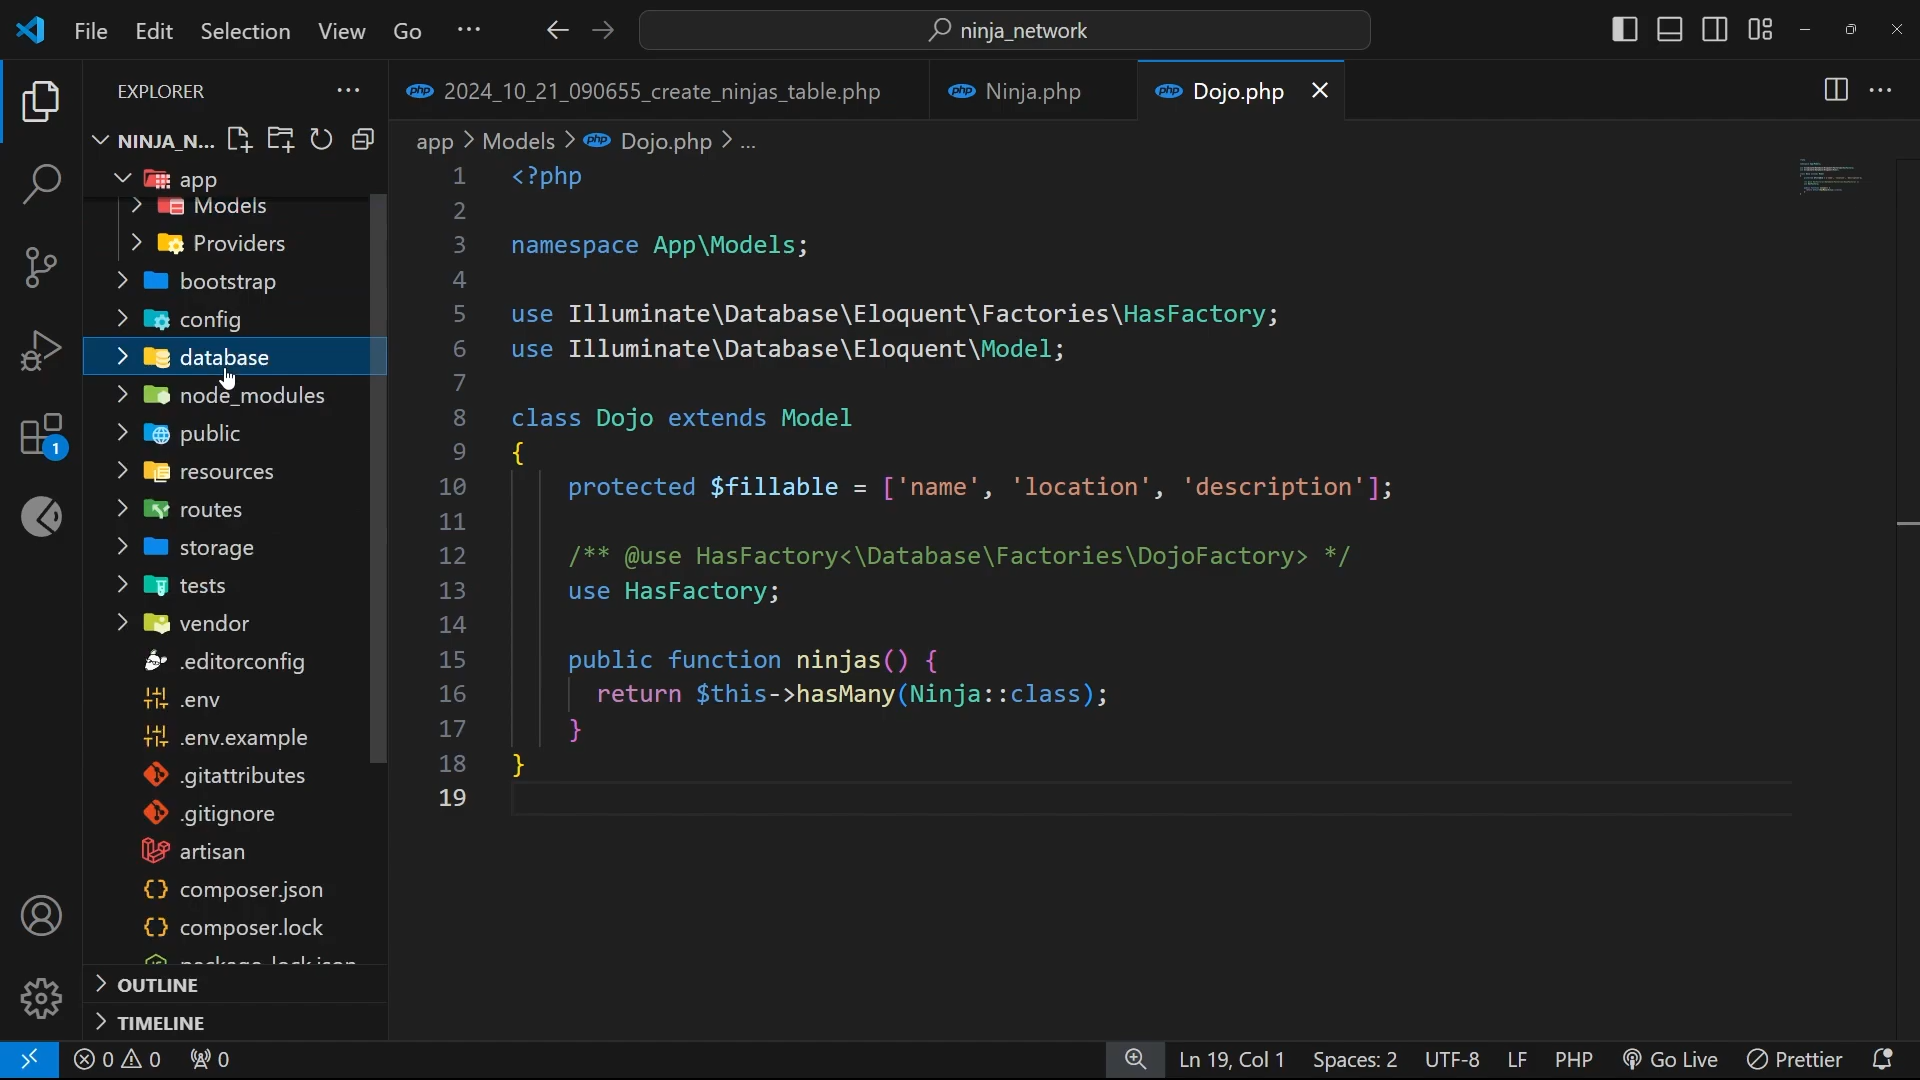 File Edit Selection View Go ninja_network
EXPLORER
2024_10_21_090655_create_ninjas_table.php Ninja.php Dojo.php
NINJA_N...
app > Models > Dojo.php > ...
app
Models
Providers
bootstrap
config
database
node_modules
public
resources
routes
storage
tests
vendor
.editorconfig
.env
.env.example
.gitattributes
.gitignore
artisan
composer.json
composer.lock
package-lock.json
OUTLINE
TIMELINE
1 <?php
2
3 namespace App\Models;
4
5 use Illuminate\Database\Eloquent\Factories\HasFactory;
6 use Illuminate\Database\Eloquent\Model;
7
8 class Dojo extends Model
9 {
10 protected $fillable = ['name', 'location', 'description'];
11
12 /** @use HasFactory<\Database\Factories\DojoFactory> */
13 use HasFactory;
14
15 public function ninjas() {
16 return $this->hasMany(Ninja::class);
17 }
18 }
19
1
0 0 0 Ln 19, Col 1 Spaces: 2 UTF-8 LF PHP Go Live Prettier